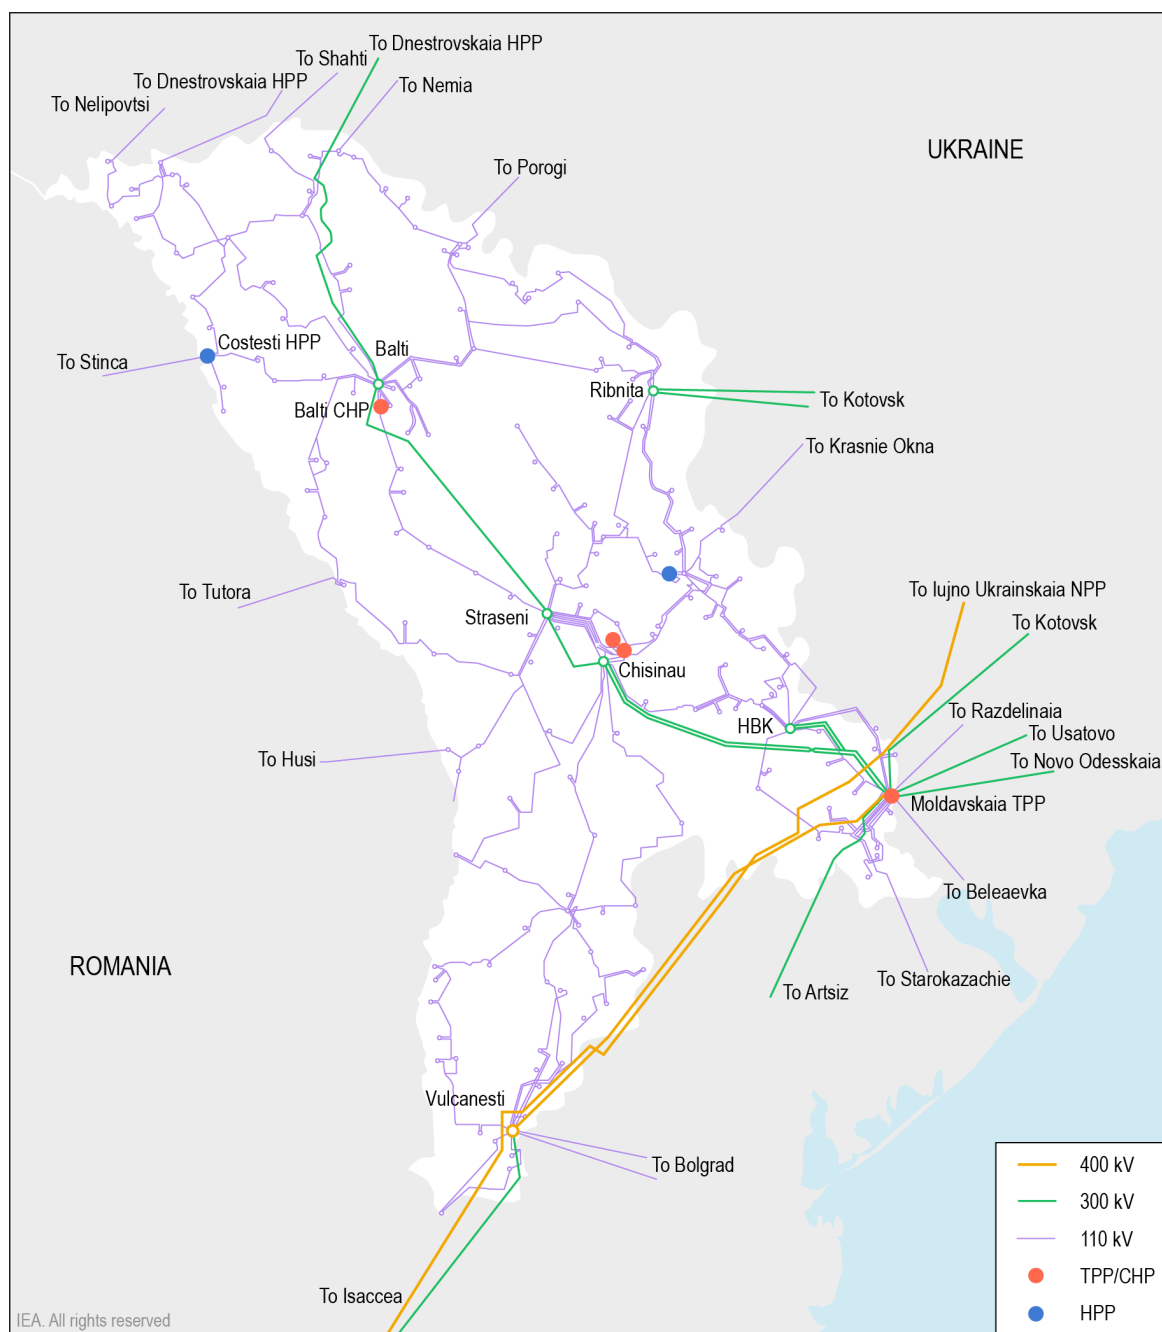 To Dnestrovskaia HPP
To Shahti
To Dnestrovskaia HPP
To Nemia
To Nelipovtsi
UKRAINE
To Porogi
Costesti HPP
Balti
To Stinca
Ribnita
To Kotovsk
Balti CHP
To Krasnie Okna
To Tutora
To Iujno Ukrainskaia NPP
Straseni
To Kotovsk
Chisinau
To Razdelinaia
HBK
To Usatovo
To Husi
To Novo Odesskaia
Moldavskaia TPP
To Beleaevka
ROMANIA
To Starokazachie
To Artsiz
Vulcanesti
To Bolgrad
400 kV
300 kV
110 kV
TPP/CHP
To Isaccea
HPP
IEA. All rights reserved